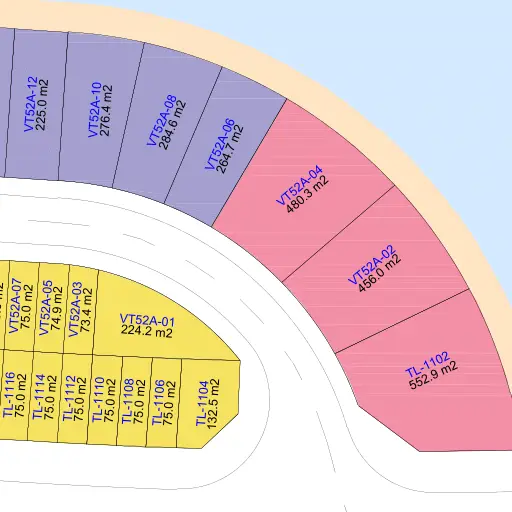 VT52A-12
225.0 m2
VT52A-10
276.4 m2
VT52A-08
284.6 m2
VT52A-06
264.7 m2
VT52A-04
480.3 m2
VT52A-02
456.0 m2
TL-1102
552.9 m2
m2
VT52A-07
75.0 m2
VT52A-05
74.9 m2
VT52A-03
73.4 m2
VT52A-01
224.2 m2
TL-1116
75.0 m2
TL-1114
75.0 m2
TL-1112
75.0 m2
TL-1110
75.0 m2
TL-1108
75.0 m2
TL-1106
75.0 m2
TL-1104
132.5 m2